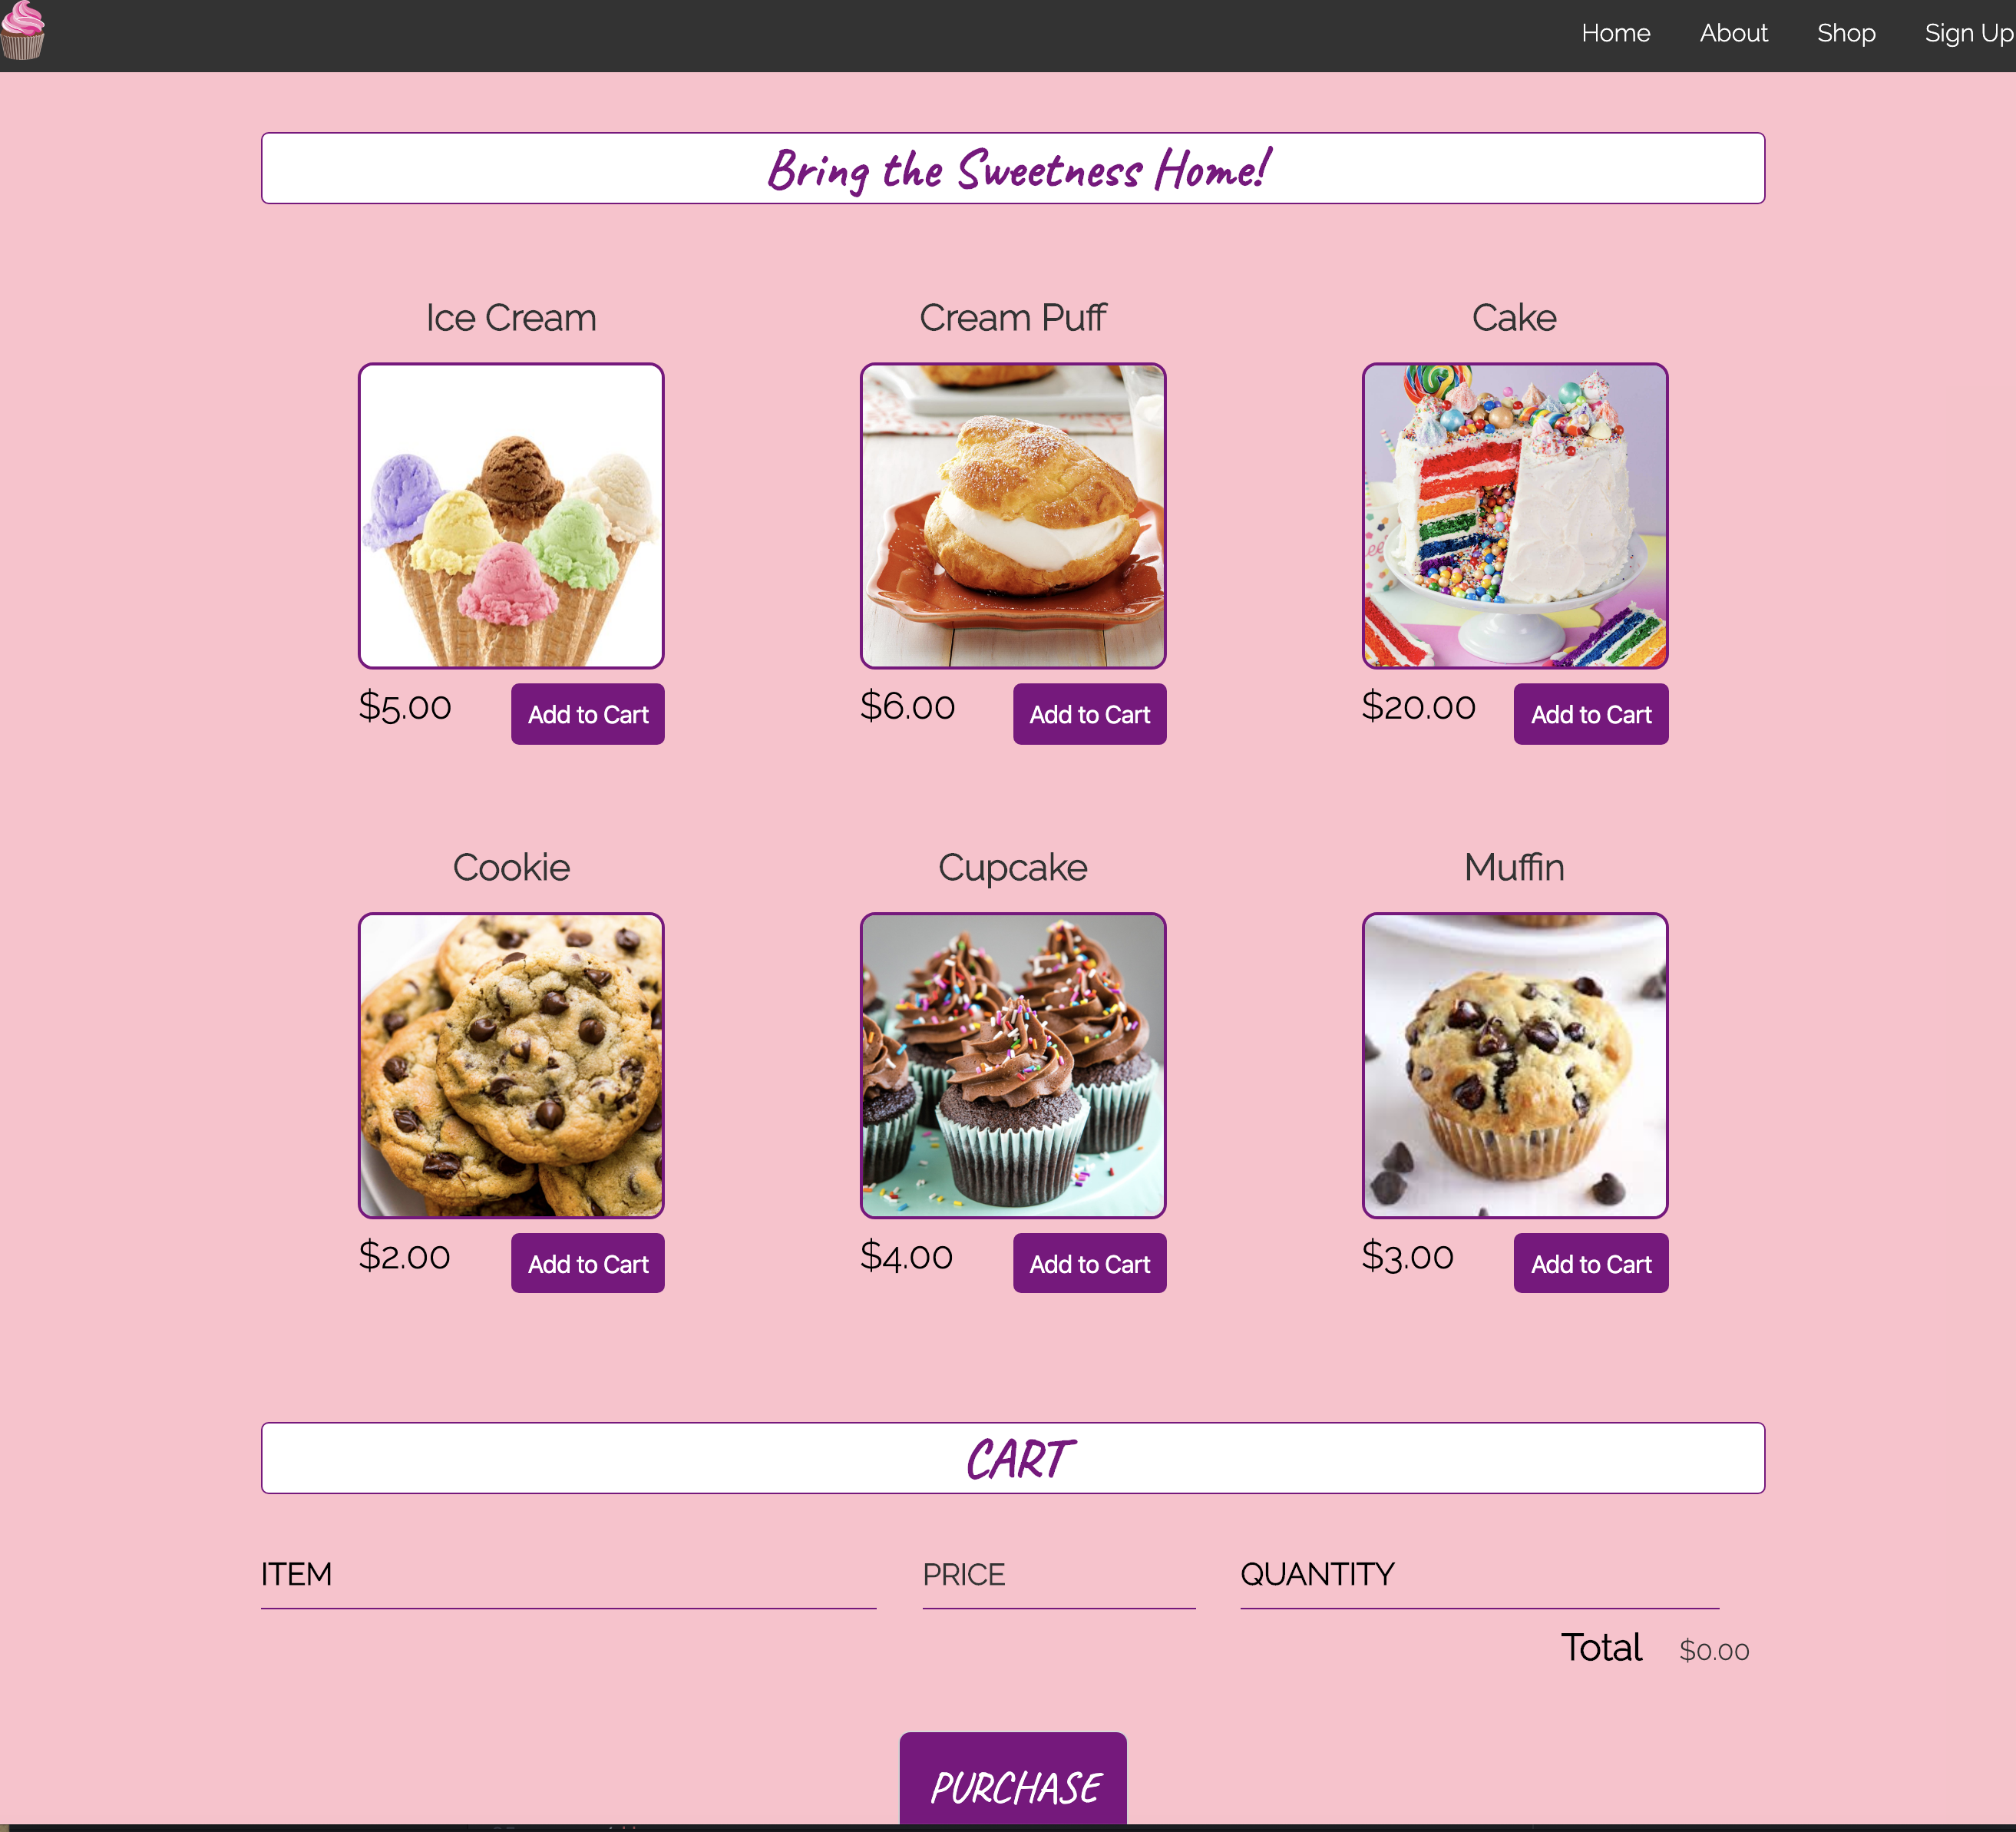 Home About Shop Sign Up
Bring the Sweetness Home!
Ice Cream Cream Puff Cake
$5.00 Add to Cart $6.00 Add to Cart $20.00 Add to Cart
Cookie Cupcake Muffin
$2.00 Add to Cart $4.00 Add to Cart $3.00 Add to Cart
CART
ITEM PRICE QUANTITY
Total $0.00
PURCHASE